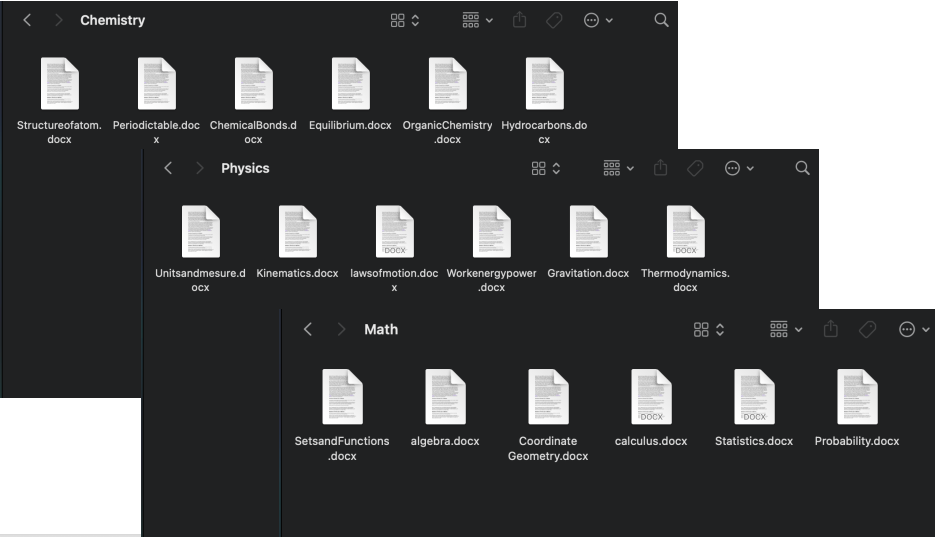 Chemistry
Structureofatom. Periodictable.doc ChemicalBonds.d Equilibrium.docx OrganicChemistry Hydrocarbons.do
docx x ocx .docx cx
Physics
Unitsandmesure.d Kinematics.docx lawsofmotion.doc Workenergypower Gravitation.docx Thermodynamics.
ocx x .docx docx
DOCX
Math
SetsandFunctions algebra.docx Coordinate calculus.docx Statistics.docx Probability.docx
.docx Geometry.docx
DOCX DOCX